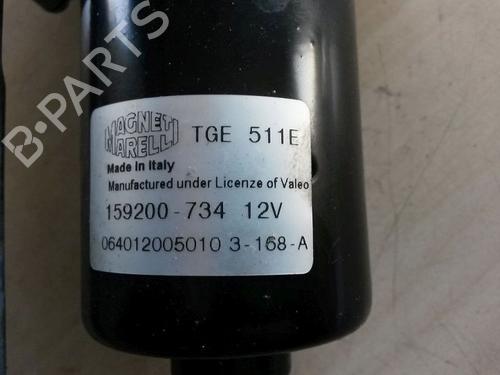 B-PARTS
MAGNETI MARELLI
TGE 511E
Made in Italy
Manufactured under Licenze of Valeo
159200-734 12V
064012005010 3-168-A